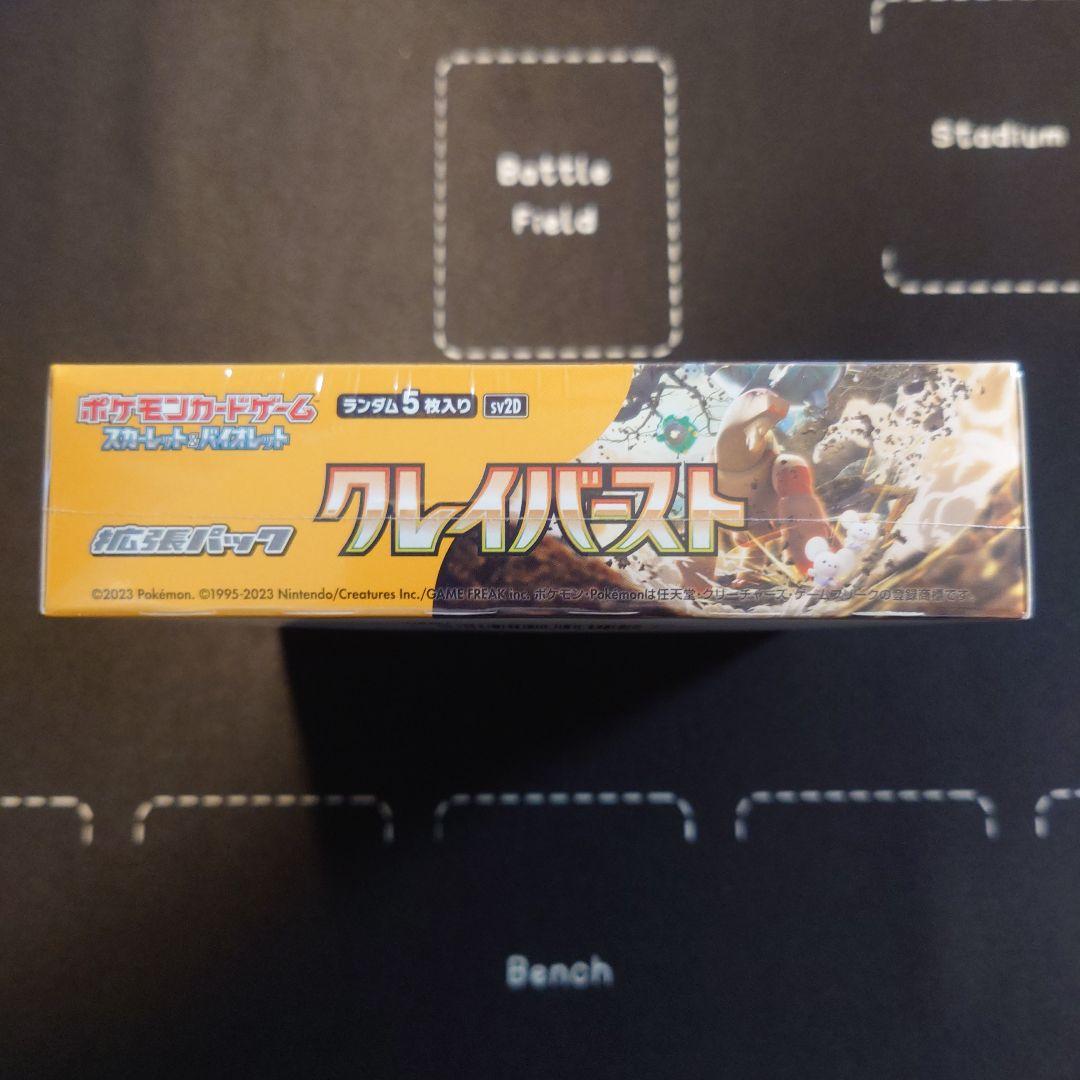 Battle
Field
Stadium
ポケモンカードゲーム
スカーレット&バイオレット
ランダム5枚入り
sv2D
クレイバースト
拡張パック
©2023 Pokémon. ©1995-2023 Nintendo/Creatures Inc./GAME FREAK inc. ポケモン・Pokémonは任天堂・クリーチャーズ・ゲームフリークの登録商標です。
Bench